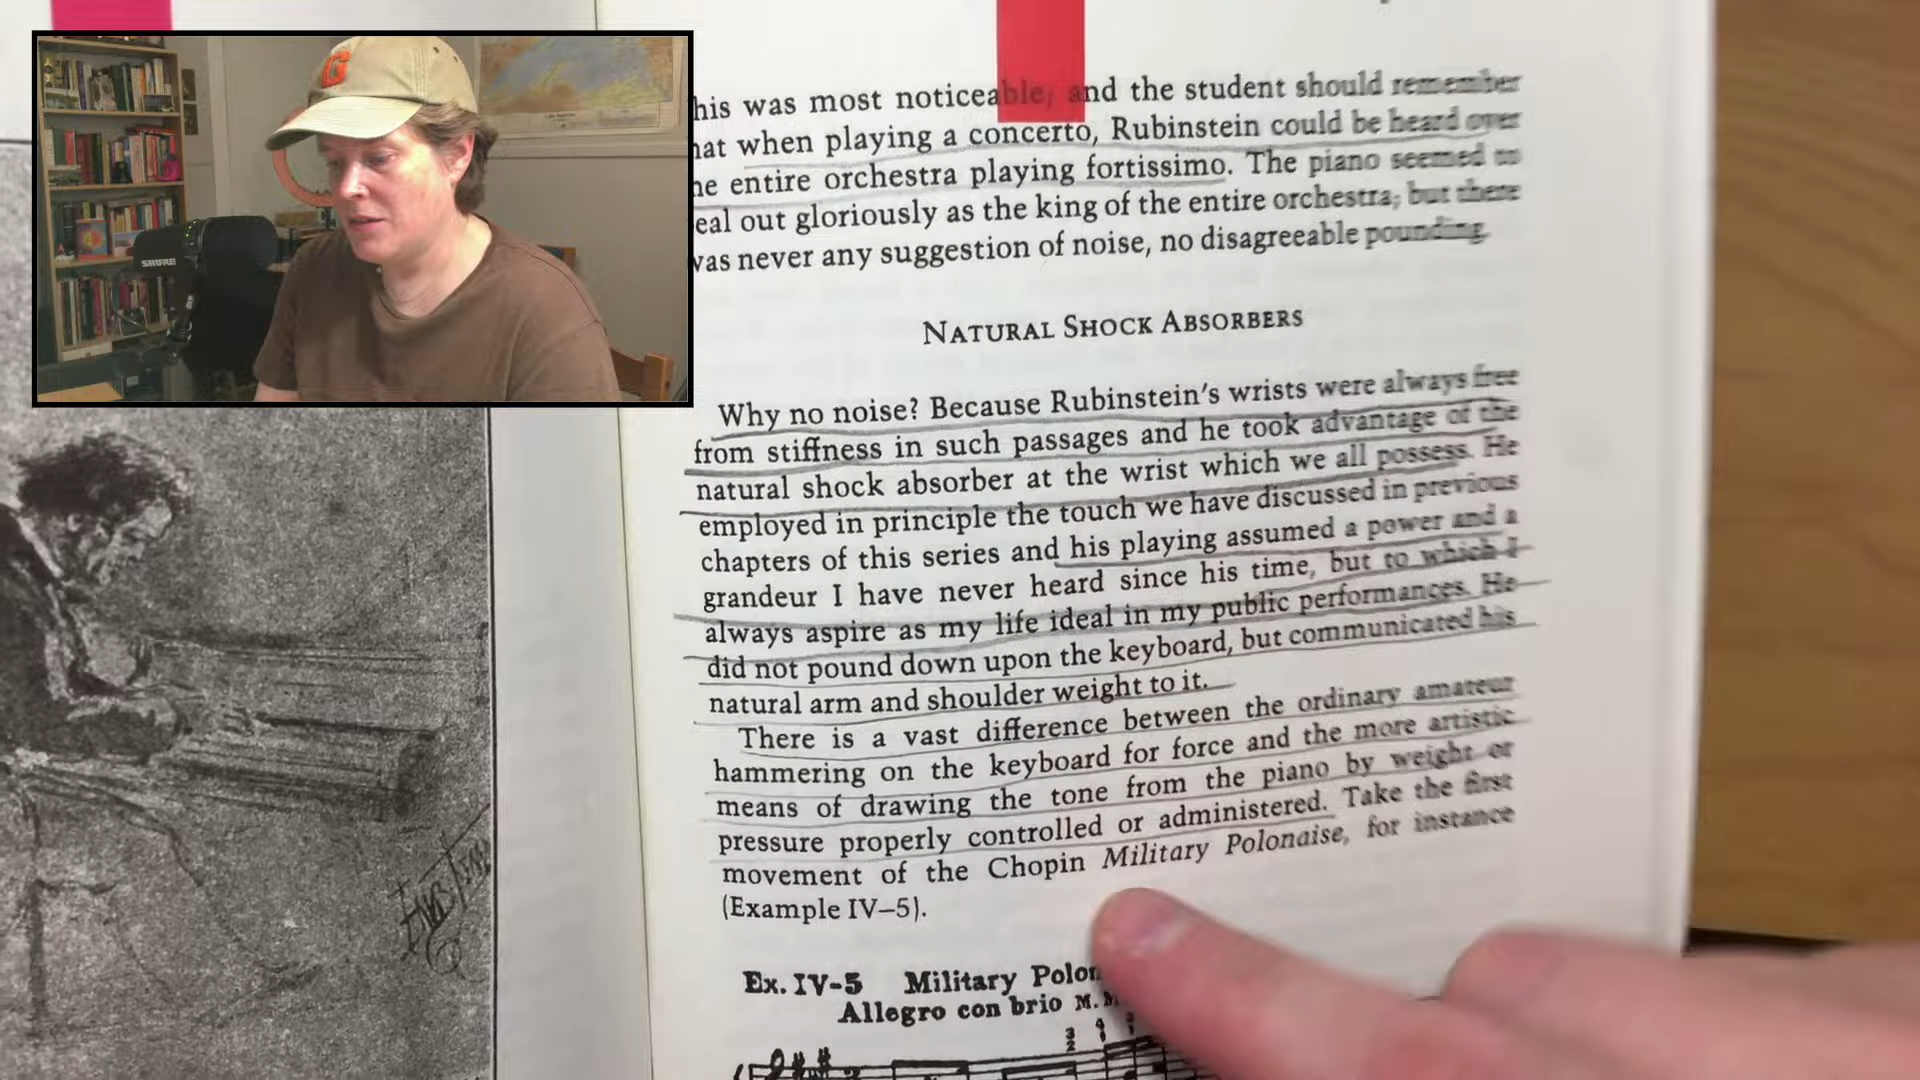 his was most noticeable, and the student should remember
hat when playing a concerto, Rubinstein could be heard over
he entire orchestra playing fortissimo. The piano seemed to
eal out gloriously as the king of the entire orchestra; but there
was never any suggestion of noise, no disagreeable pounding.
NATURAL SHOCK ABSORBERS
Why no noise? Because Rubinstein's wrists were always free
from stiffness in such passages and he took advantage of the
natural shock absorber at the wrist which we all possess. He
employed in principle the touch we have discussed in previous
chapters of this series and his playing assumed a power and a
grandeur I have never heard since his time, but to which I
always aspire as my life ideal in my public performances. He
did not pound down upon the keyboard, but communicated his
natural arm and shoulder weight to it.
There is a vast difference between the ordinary amateur
hammering on the keyboard for force and the more artistic
means of drawing the tone from the piano by weight or
pressure properly controlled or administered. Take the first
movement of the Chopin Military Polonaise, for instance
(Example IV–5).
Ex. IV-5 Military Polon
Allegro con brio M.M
3 4
2 1
SHURE
G